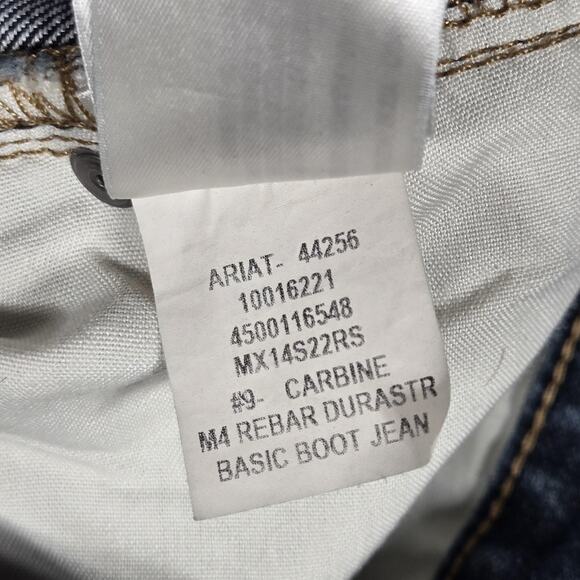 ARIAT- 44256
10016221
4500116548
MX14S22RS
#9- CARBINE
M4 REBAR DURASTR
BASIC BOOT JEAN